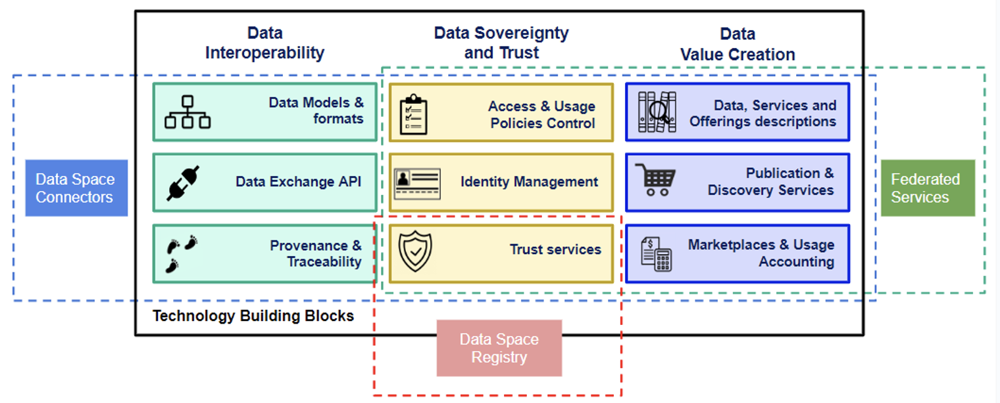 Data
Interoperability
Data Sovereignty
and Trust
Data
Value Creation
Data Models &
formats
Access & Usage
Policies Control
Data, Services and
Offerings descriptions
Data Space
Connectors
Data Exchange API
Identity Management
Publication &
Discovery Services
Federated
Services
Provenance &
Traceability
Trust services
Marketplaces & Usage
Accounting
Technology Building Blocks
Data Space
Registry